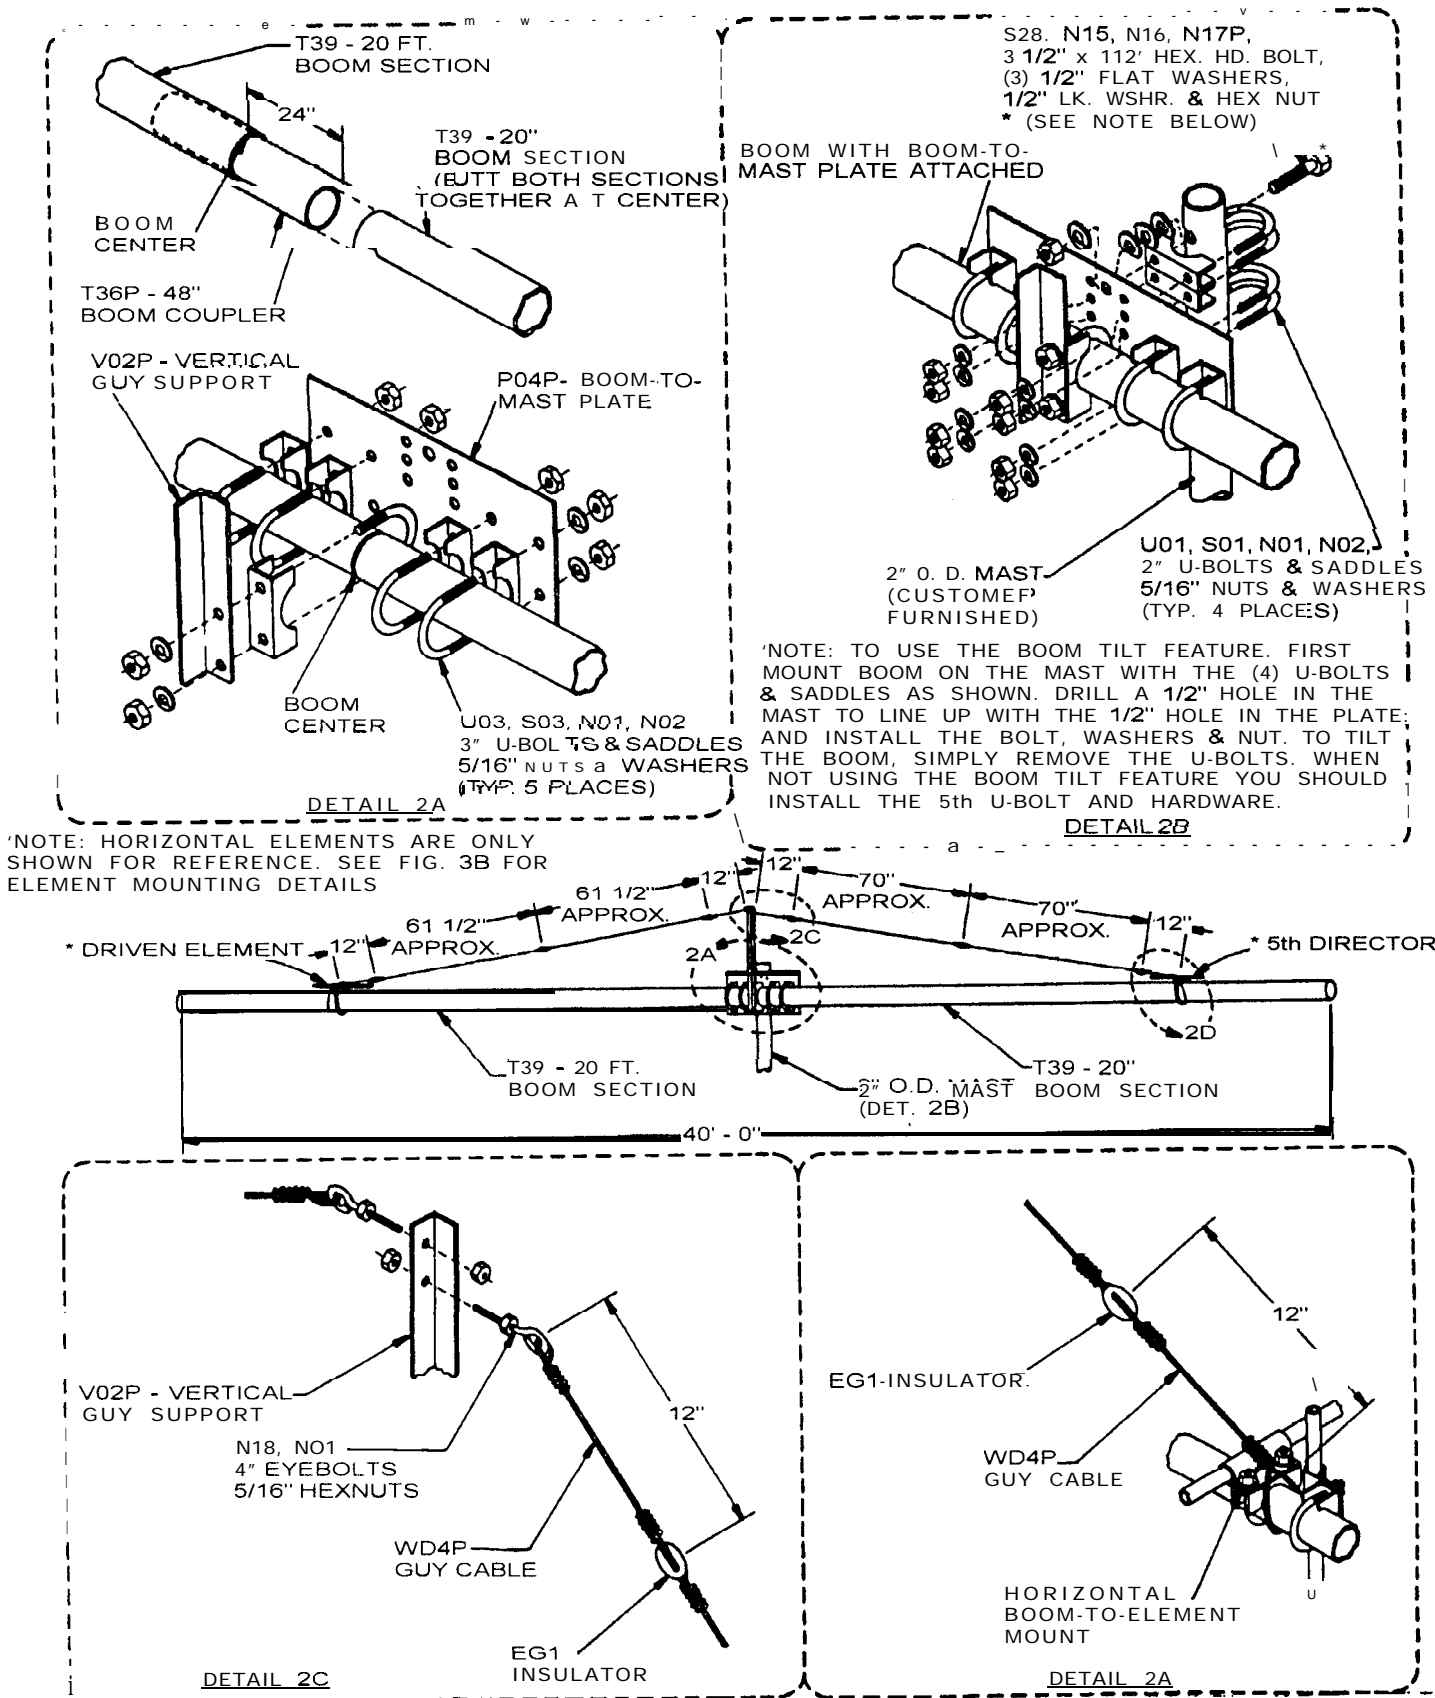 T39 - 20 FT.
BOOM SECTION
24"
T39 - 20"
BOOM SECTION
(BUTT BOTH SECTIONS
TOGETHER A T CENTER)
BOOM
CENTER
T36P - 48"
BOOM COUPLER
V02P - VERTICAL
GUY SUPPORT
P04P- BOOM-TO-
MAST PLATE
BOOM
CENTER
U03, S03, N01, N02
3" U-BOLTS & SADDLES
5/16" NUTS a WASHERS
(TYP. 5 PLACES)
DETAIL 2A
S28. N15, N16, N17P,
3 1/2" x 112' HEX. HD. BOLT,
(3) 1/2" FLAT WASHERS,
1/2" LK. WSHR. & HEX NUT
* (SEE NOTE BELOW)
*
BOOM WITH BOOM-TO-
MAST PLATE ATTACHED
2" O. D. MAST
(CUSTOMEF'
FURNISHED)
U01, S01, N01, N02,
2" U-BOLTS & SADDLES
5/16" NUTS & WASHERS
(TYP. 4 PLACES)
'NOTE: TO USE THE BOOM TILT FEATURE. FIRST
MOUNT BOOM ON THE MAST WITH THE (4) U-BOLTS
& SADDLES AS SHOWN. DRILL A 1/2" HOLE IN THE
MAST TO LINE UP WITH THE 1/2" HOLE IN THE PLATE;
AND INSTALL THE BOLT, WASHERS & NUT. TO TILT
THE BOOM, SIMPLY REMOVE THE U-BOLTS. WHEN
NOT USING THE BOOM TILT FEATURE YOU SHOULD
INSTALL THE 5th U-BOLT AND HARDWARE.
DETAIL 2B
'NOTE: HORIZONTAL ELEMENTS ARE ONLY
SHOWN FOR REFERENCE. SEE FIG. 3B FOR
ELEMENT MOUNTING DETAILS
* DRIVEN ELEMENT
12"
61 1/2"
APPROX.
61 1/2"
APPROX.
12"
12"
70"
APPROX.
70"
APPROX.
12"
* 5th DIRECTOR
2A
2C
2D
T39 - 20 FT.
BOOM SECTION
2" O.D. MAST
(DET. 2B)
T39 - 20"
BOOM SECTION
40' - 0"
V02P - VERTICAL
GUY SUPPORT
N18, NO1
4" EYEBOLTS
5/16" HEXNUTS
12"
WD4P
GUY CABLE
EG1
INSULATOR
DETAIL 2C
12"
EG1-INSULATOR.
WD4P
GUY CABLE
HORIZONTAL
BOOM-TO-ELEMENT
MOUNT
U
DETAIL 2A